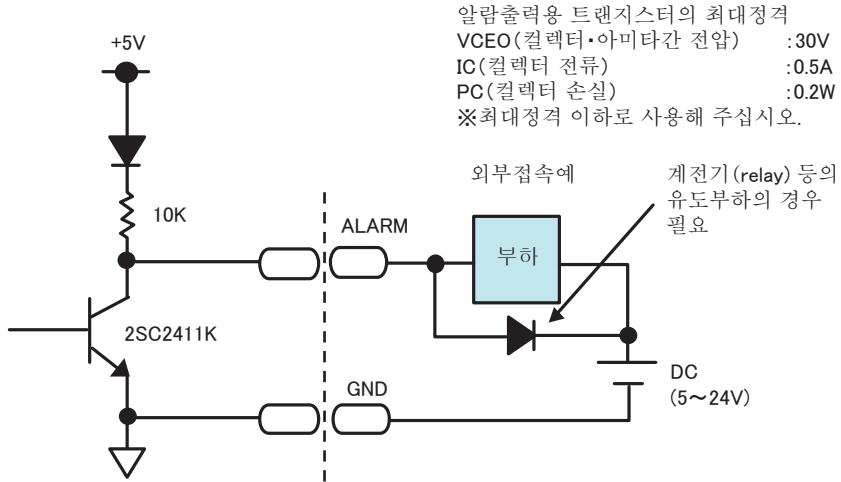 알람출력용 트랜지스터의 최대정격
VCEO(컬렉터･아미타간 전압) :30V
IC(컬렉터 전류) :0.5A
PC(컬렉터 손실) :0.2W
※최대정격 이하로 사용해 주십시오.
+5V
외부접속예
계전기(relay) 등의
유도부하의 경우
필요
10K
ALARM
부하
2SC2411K
GND
DC
(5～24V)